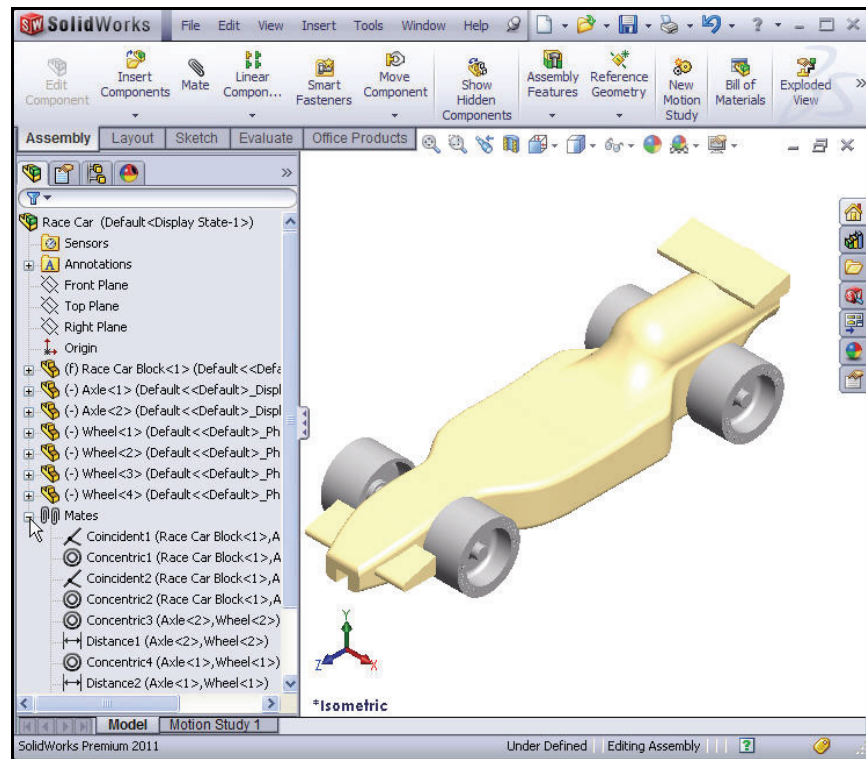 SolidWorks File Edit View Insert Tools Window Help
Edit Component Insert Components Mate Linear Compon... Smart Fasteners Move Component Show Hidden Components Assembly Features Reference Geometry New Motion Study Bill of Materials Exploded View
Assembly Layout Sketch Evaluate Office Products
Race Car (Default<Display State-1>)
Sensors
Annotations
Front Plane
Top Plane
Right Plane
Origin
(f) Race Car Block<1> (Default<<Defa
(-) Axle<1> (Default<<Default>_Displ
(-) Axle<2> (Default<<Default>_Displ
(-) Wheel<1> (Default<<Default>_Ph
(-) Wheel<2> (Default<<Default>_Ph
(-) Wheel<3> (Default<<Default>_Ph
(-) Wheel<4> (Default<<Default>_Ph
Mates
Coincident1 (Race Car Block<1>,A
Concentric1 (Race Car Block<1>,A
Coincident2 (Race Car Block<1>,A
Concentric2 (Race Car Block<1>,A
Concentric3 (Axle<2>,Wheel<2>)
Distance1 (Axle<2>,Wheel<2>)
Concentric4 (Axle<1>,Wheel<1>)
Distance2 (Axle<1>,Wheel<1>)
Y
Z X
*Isometric
Model Motion Study 1
SolidWorks Premium 2011 Under Defined Editing Assembly